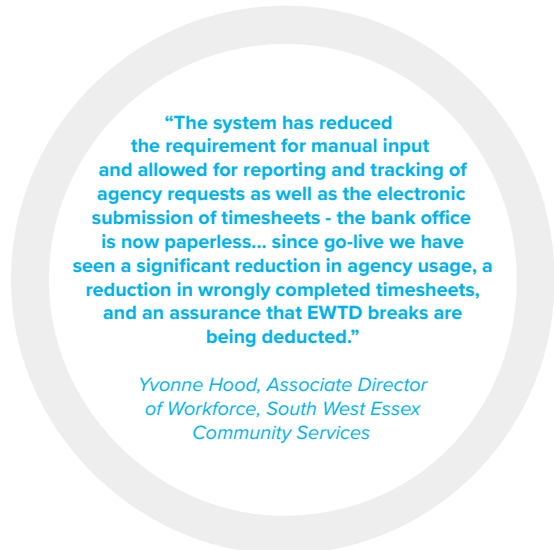 “The system has reduced
the requirement for manual input
and allowed for reporting and tracking of
agency requests as well as the electronic
submission of timesheets - the bank office
is now paperless... since go-live we have
seen a significant reduction in agency usage, a
reduction in wrongly completed timesheets,
and an assurance that EWTD breaks are
being deducted.”
Yvonne Hood, Associate Director
of Workforce, South West Essex
Community Services